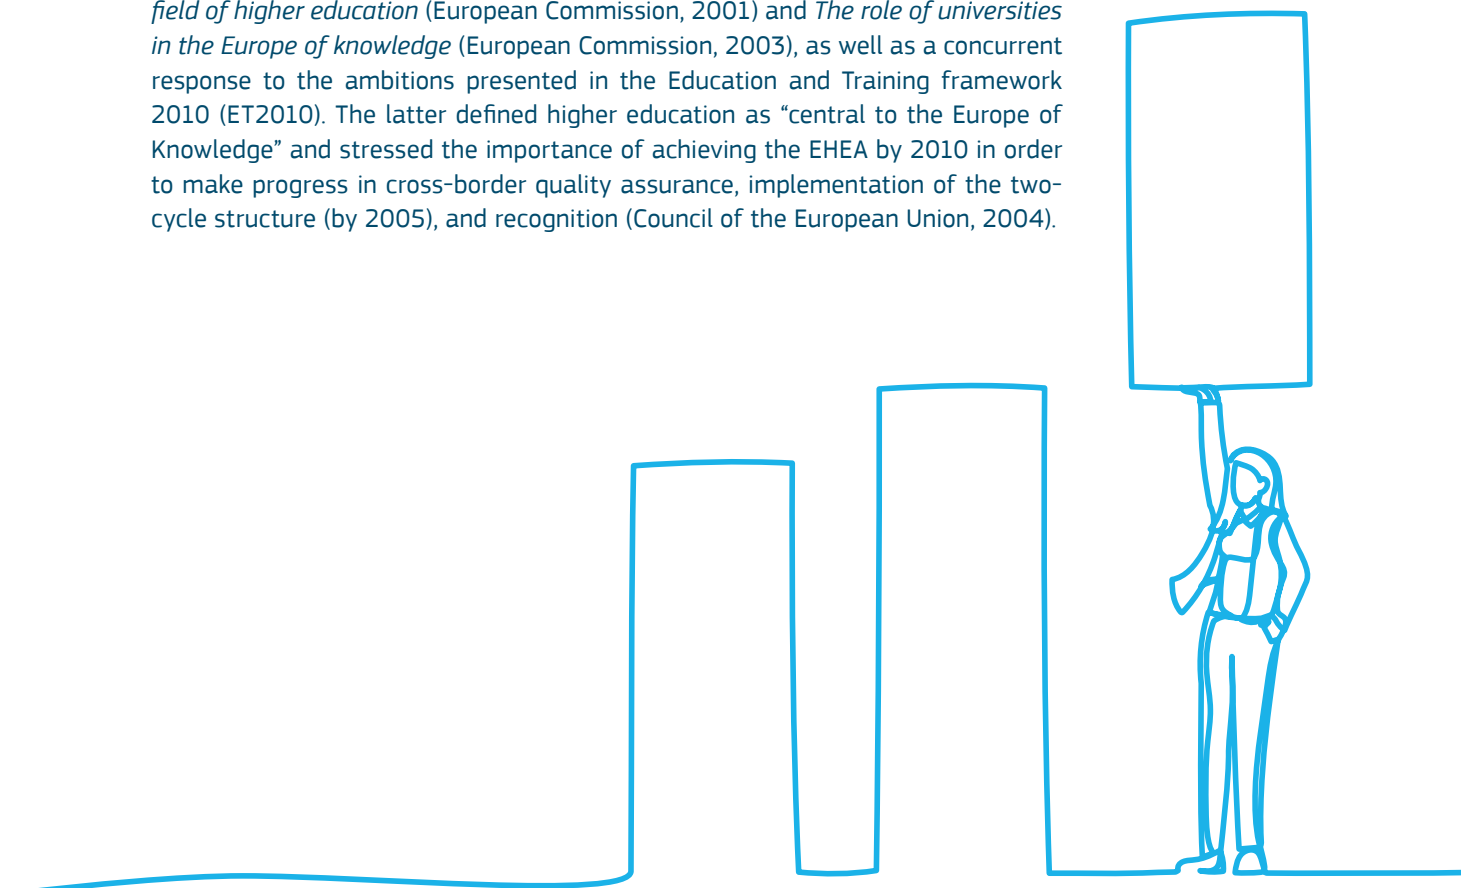 field of higher education (European Commission, 2001) and The role of universities
in the Europe of knowledge (European Commission, 2003), as well as a concurrent
response to the ambitions presented in the Education and Training framework
2010 (ET2010). The latter defined higher education as “central to the Europe of
Knowledge” and stressed the importance of achieving the EHEA by 2010 in order
to make progress in cross-border quality assurance, implementation of the two-
cycle structure (by 2005), and recognition (Council of the European Union, 2004).